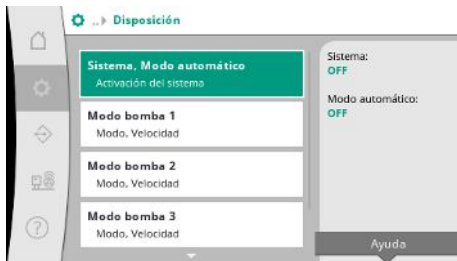 ..› Disposición
Sistema, Modo automático
Activación del sistema
Modo bomba 1
Modo, Velocidad
Modo bomba 2
Modo, Velocidad
Modo bomba 3
Modo, Velocidad
Sistema:
OFF
Modo automático:
OFF
Ayuda